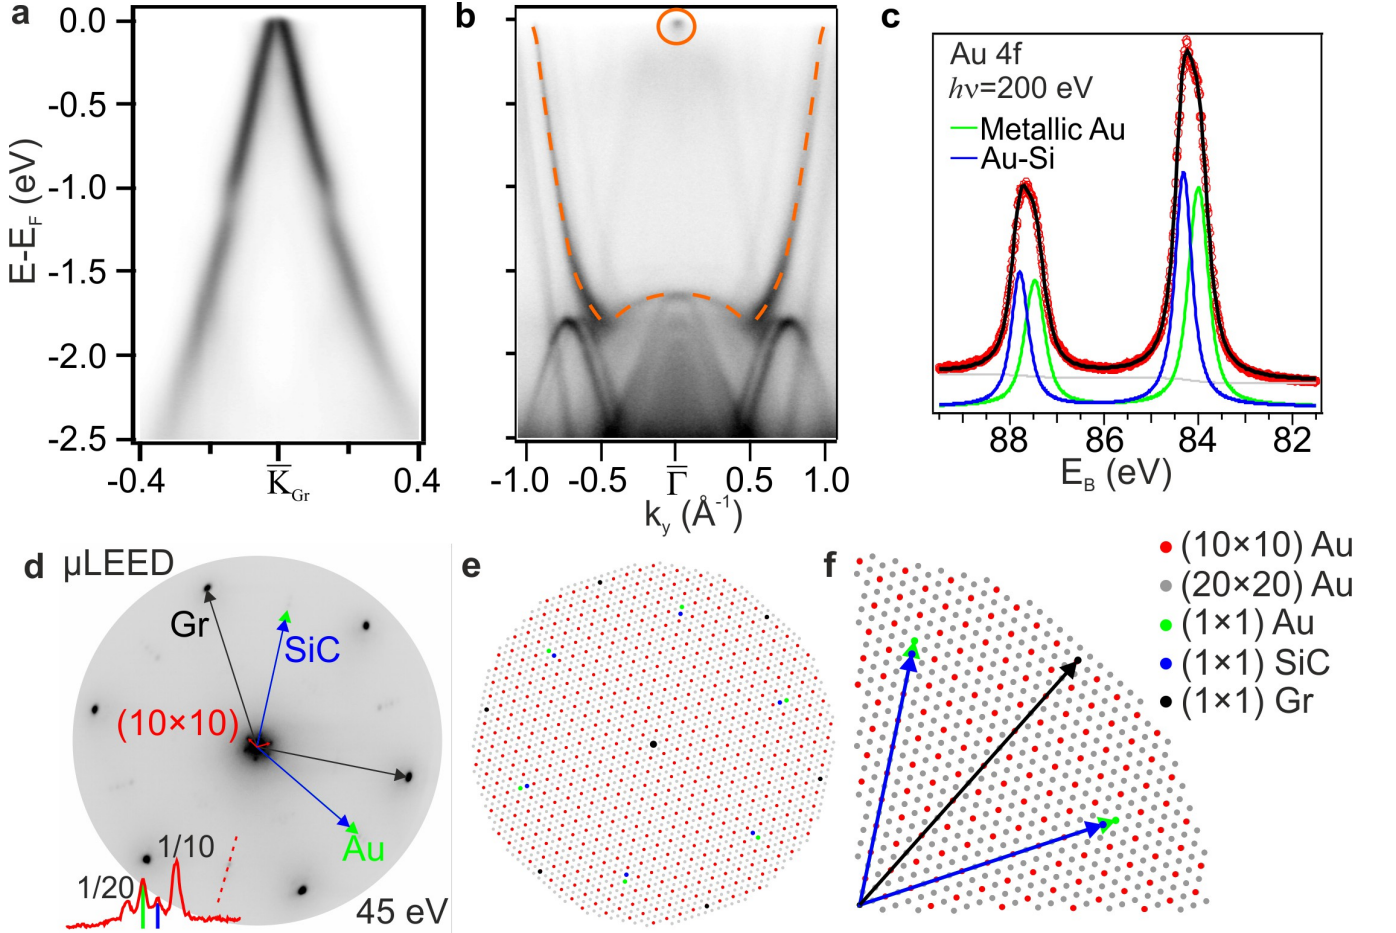 a
0.0
-0.5
-1.0
-1.5
-2.0
-2.5
E-E_F (eV)
-0.4
K̅_Gr
0.4
b
-1.0
-0.5
Γ̿
0.5
1.0
k_y (Å⁻¹)
c
Au 4f
hν=200 eV
Metallic Au
Au-Si
88
86
84
82
E_B (eV)
d
µLEED
Gr
SiC
(10×10)
Au
1/10
1/20
45 eV
e
f
(10×10) Au
(20×20) Au
(1×1) Au
(1×1) SiC
(1×1) Gr